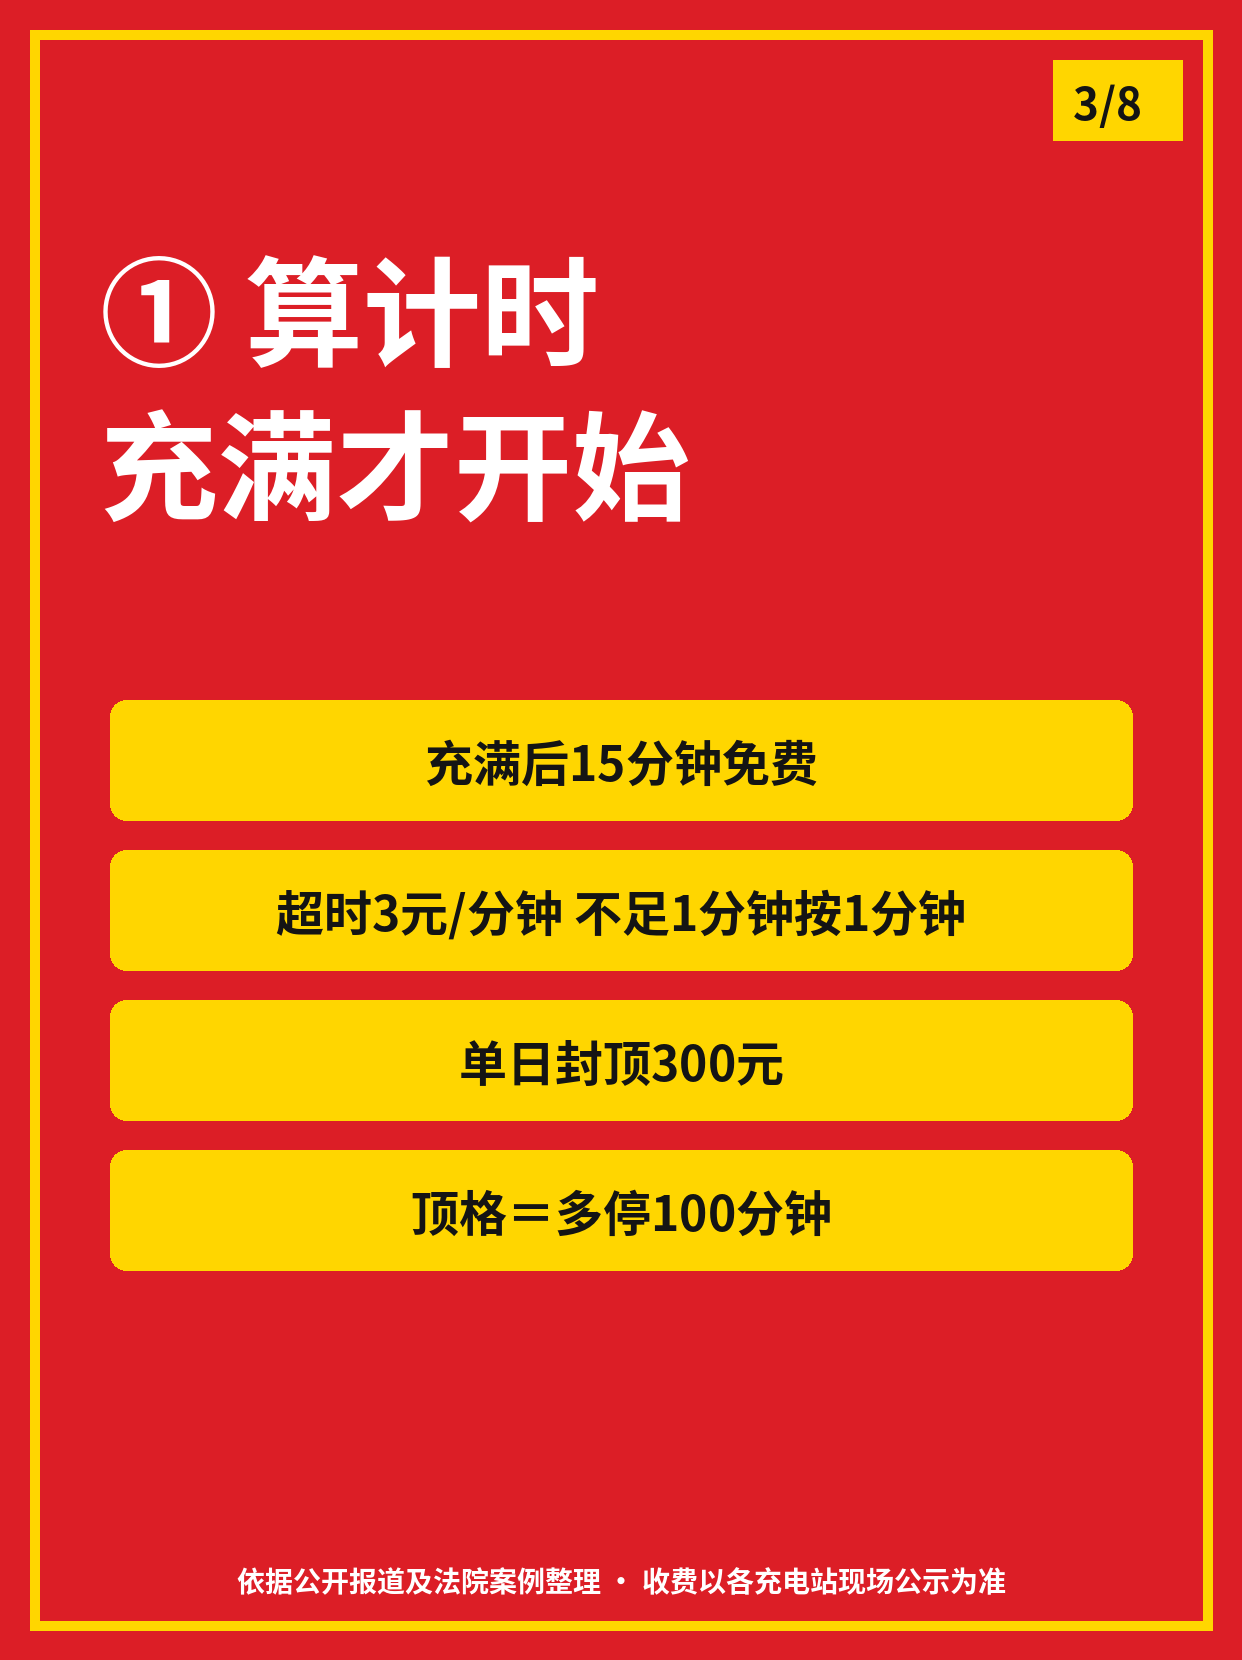 3/8
① 算计时
充满才开始
充满后15分钟免费
超时3元/分钟 不足1分钟按1分钟
单日封顶300元
顶格＝多停100分钟
依据公开报道及法院案例整理 · 收费以各充电站现场公示为准